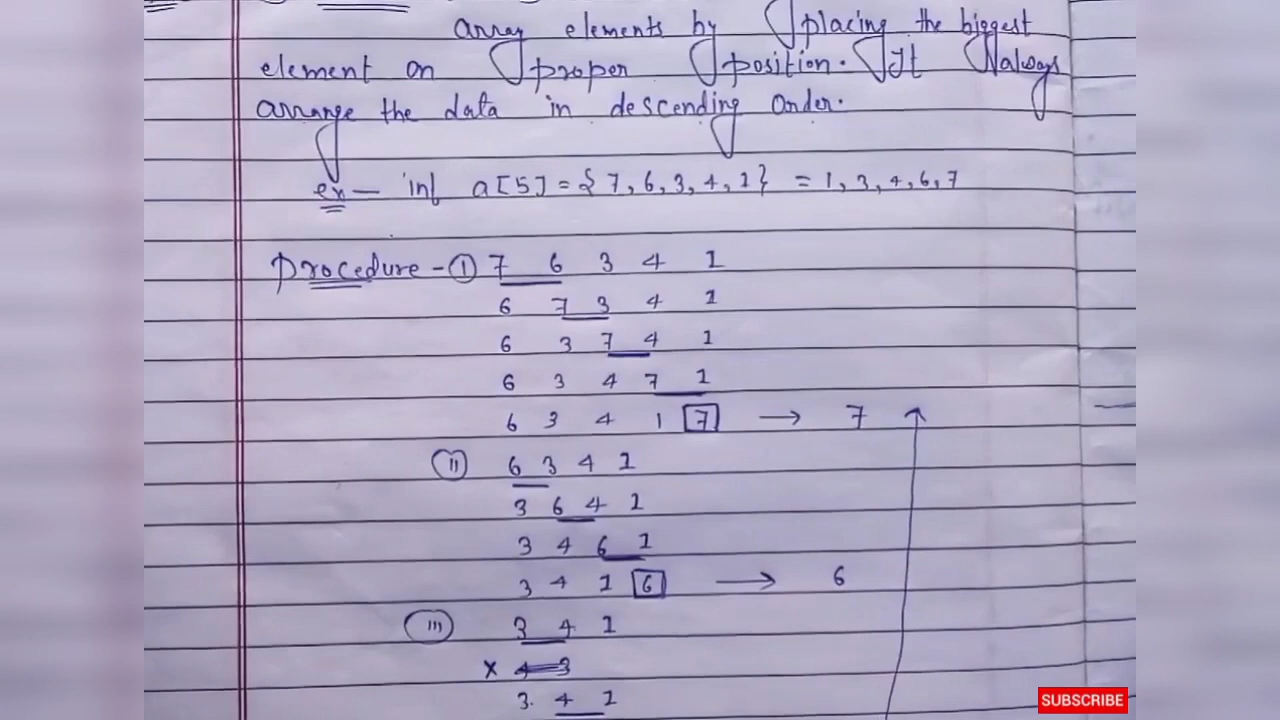 array elements by placing the biggest
element on proper position. It always
arrange the data in descending order.
ex - int a[5] = {7, 6, 3, 4, 1} = 1, 3, 4, 6, 7
Procedure - (i) 7 6 3 4 1
6 7 3 4 1
6 3 7 4 1
6 3 4 7 1
6 3 4 1 7 → 7
(ii) 6 3 4 1
3 6 4 1
3 4 6 1
3 4 1 6 → 6
(iii) 3 4 1
x 4 3
3. 4 1
SUBSCRIBE